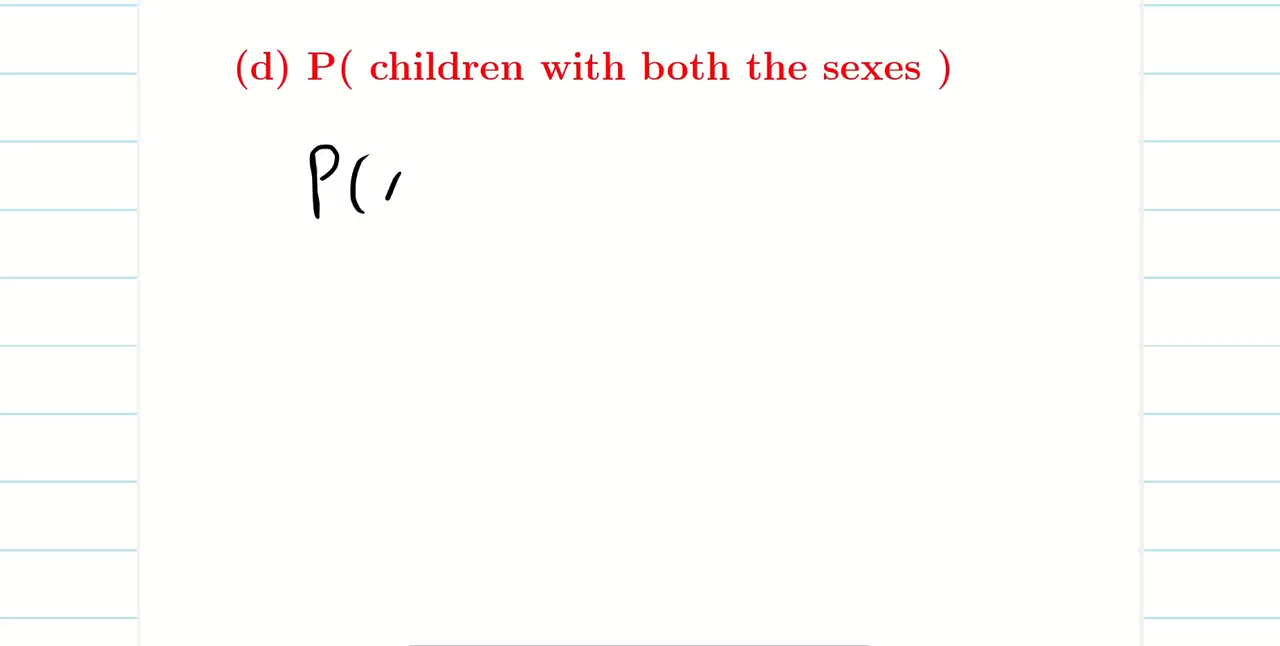 (d) P( children with both the sexes )
P(